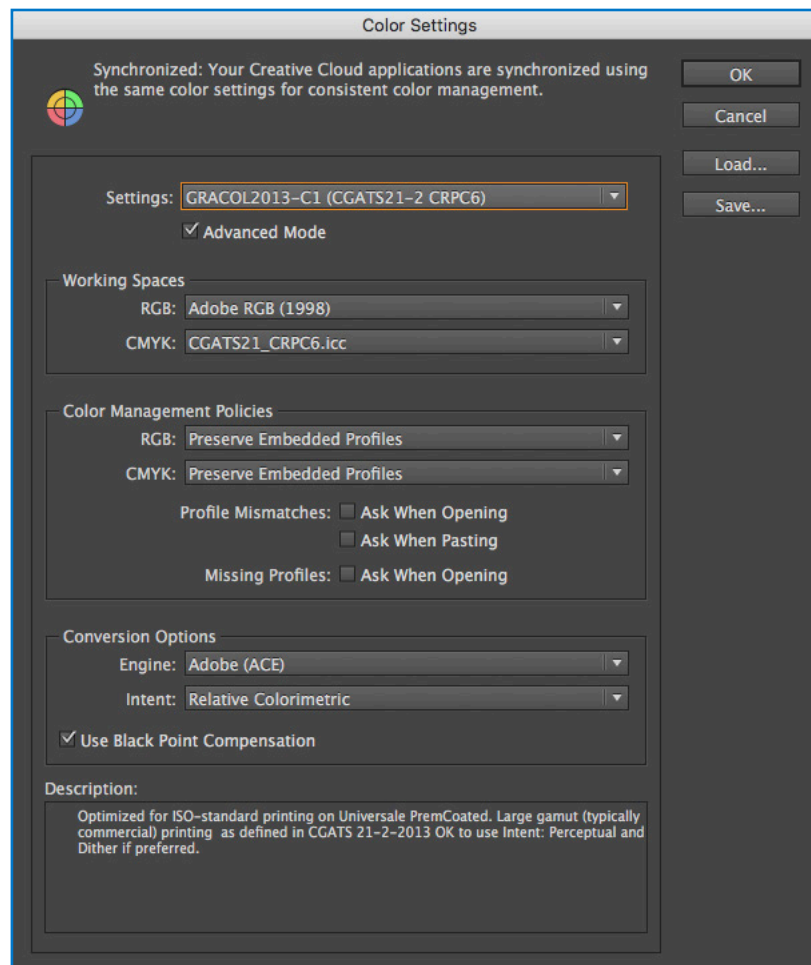 Color Settings
Synchronized: Your Creative Cloud applications are synchronized using
the same color settings for consistent color management.
OK
Cancel
Load...
Save...
Settings: GRACOL2013-C1 (CGATS21-2 CRPC6)
Advanced Mode
Working Spaces
RGB: Adobe RGB (1998)
CMYK: CGATS21_CRPC6.icc
Color Management Policies
RGB: Preserve Embedded Profiles
CMYK: Preserve Embedded Profiles
Profile Mismatches: Ask When Opening
Ask When Pasting
Missing Profiles: Ask When Opening
Conversion Options
Engine: Adobe (ACE)
Intent: Relative Colorimetric
Use Black Point Compensation
Description:
Optimized for ISO-standard printing on Universale PremCoated. Large gamut (typically
commercial) printing as defined in CGATS 21-2-2013 OK to use Intent: Perceptual and
Dither if preferred.